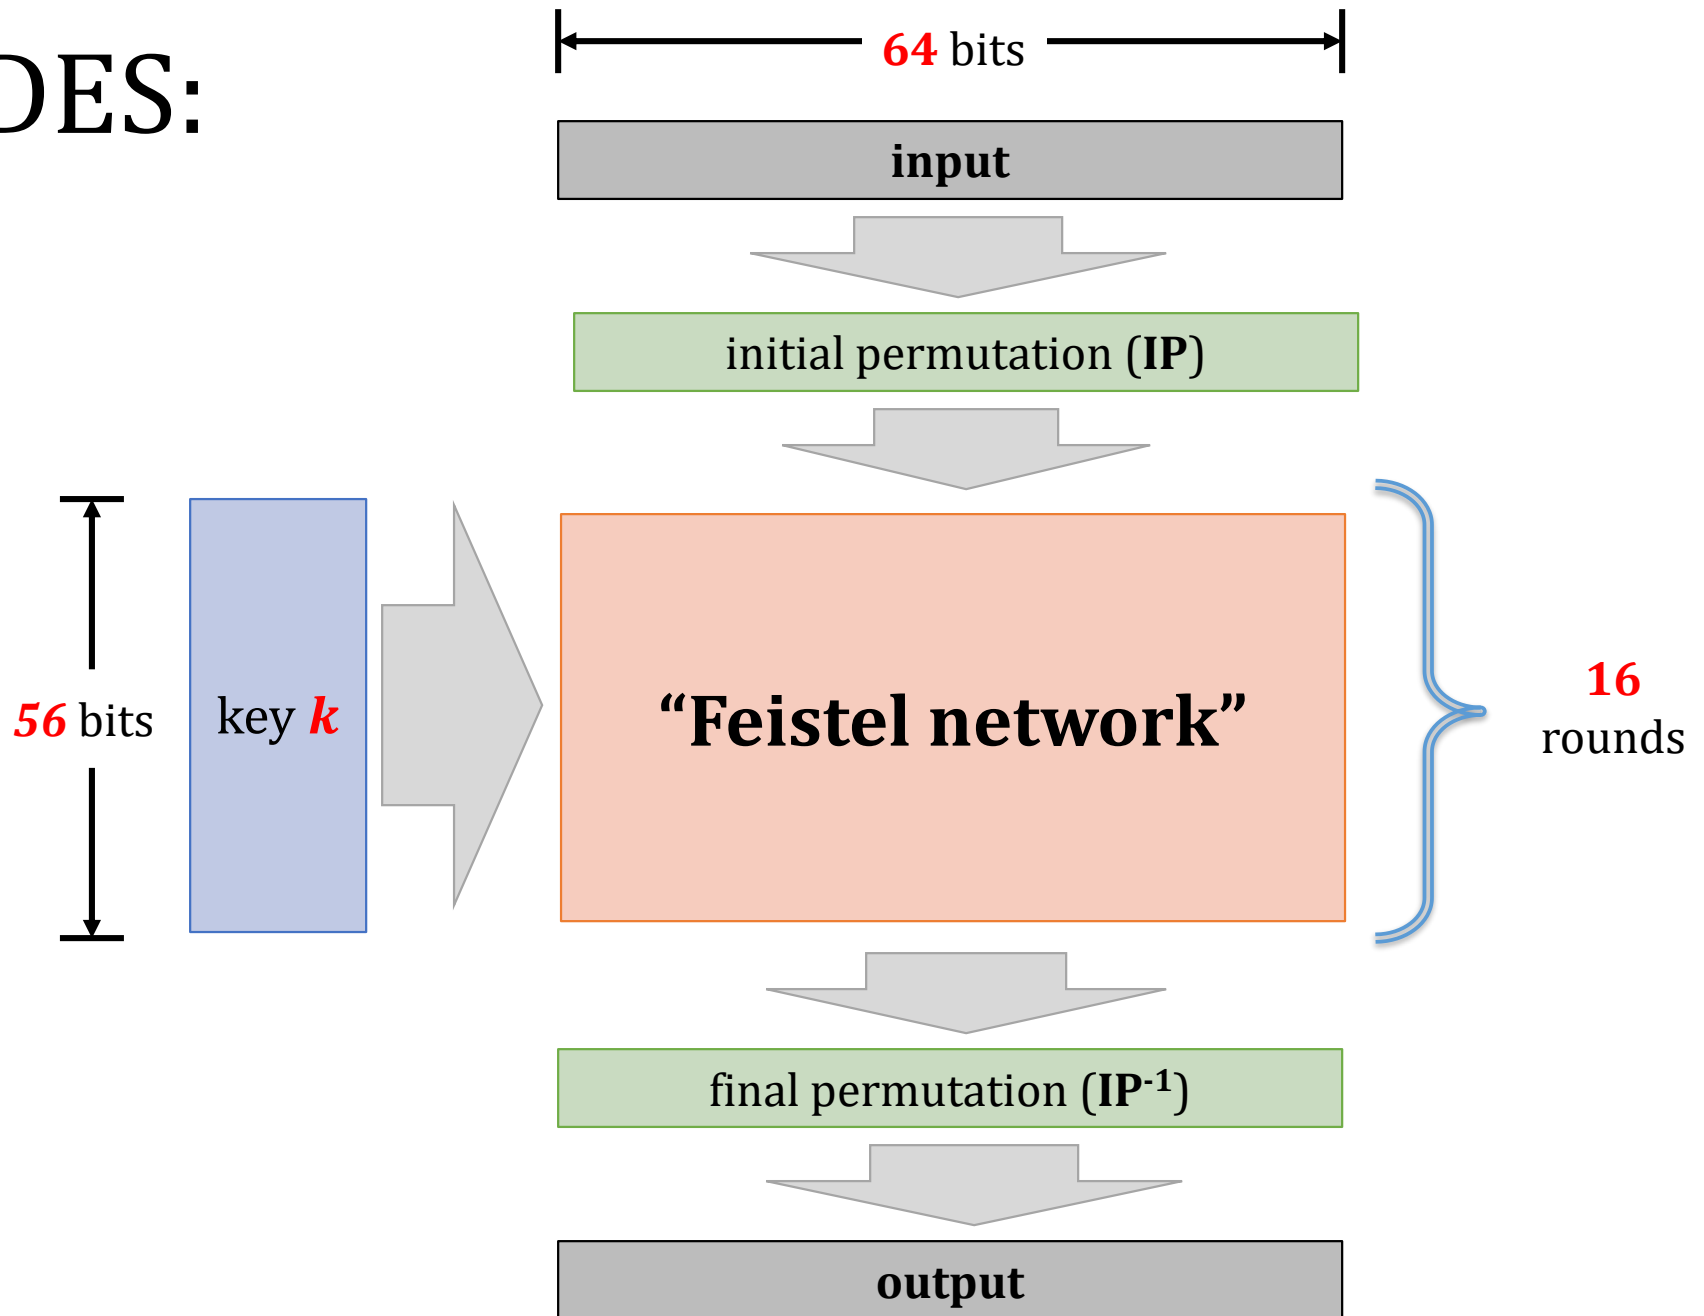 DES:
64 bits
input
initial permutation (IP)
56 bits
key k
“Feistel network”
16
rounds
final permutation (IP⁻¹)
output